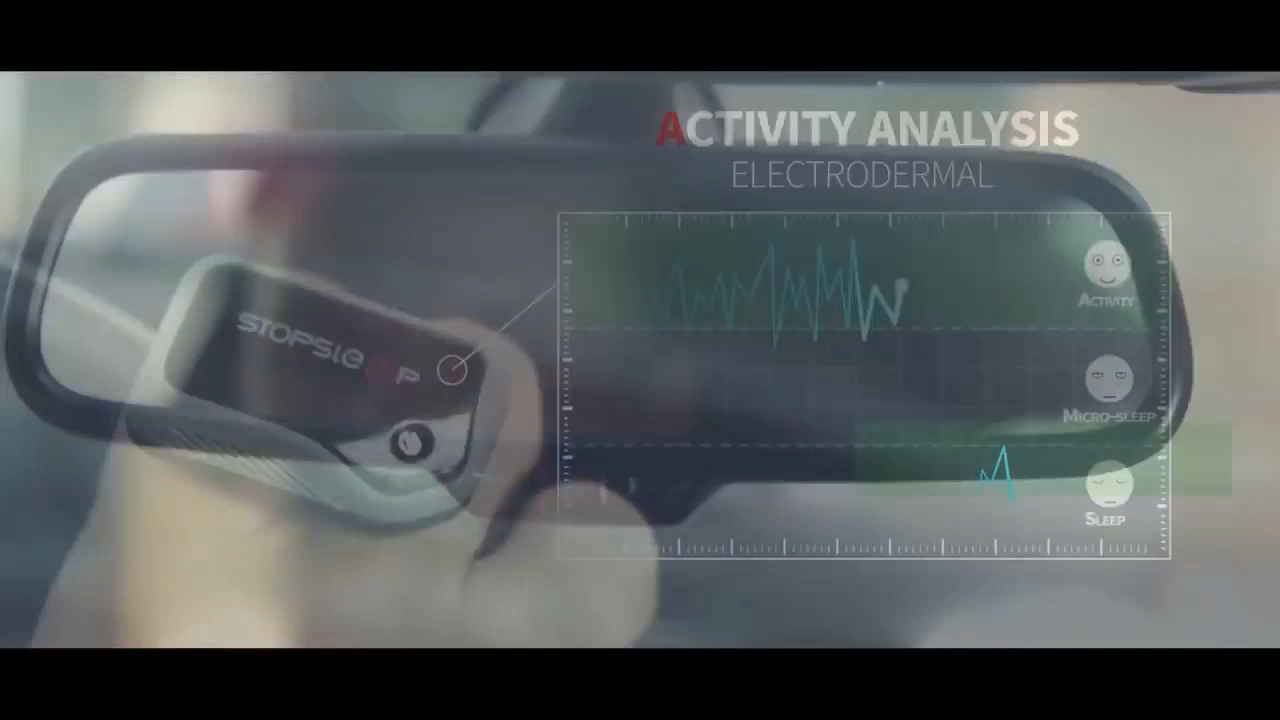 ACTIVITY ANALYSIS
ELECTRODERMAL
STOPSLEEP
ACTIVITY
MICRO-SLEEP
SLEEP